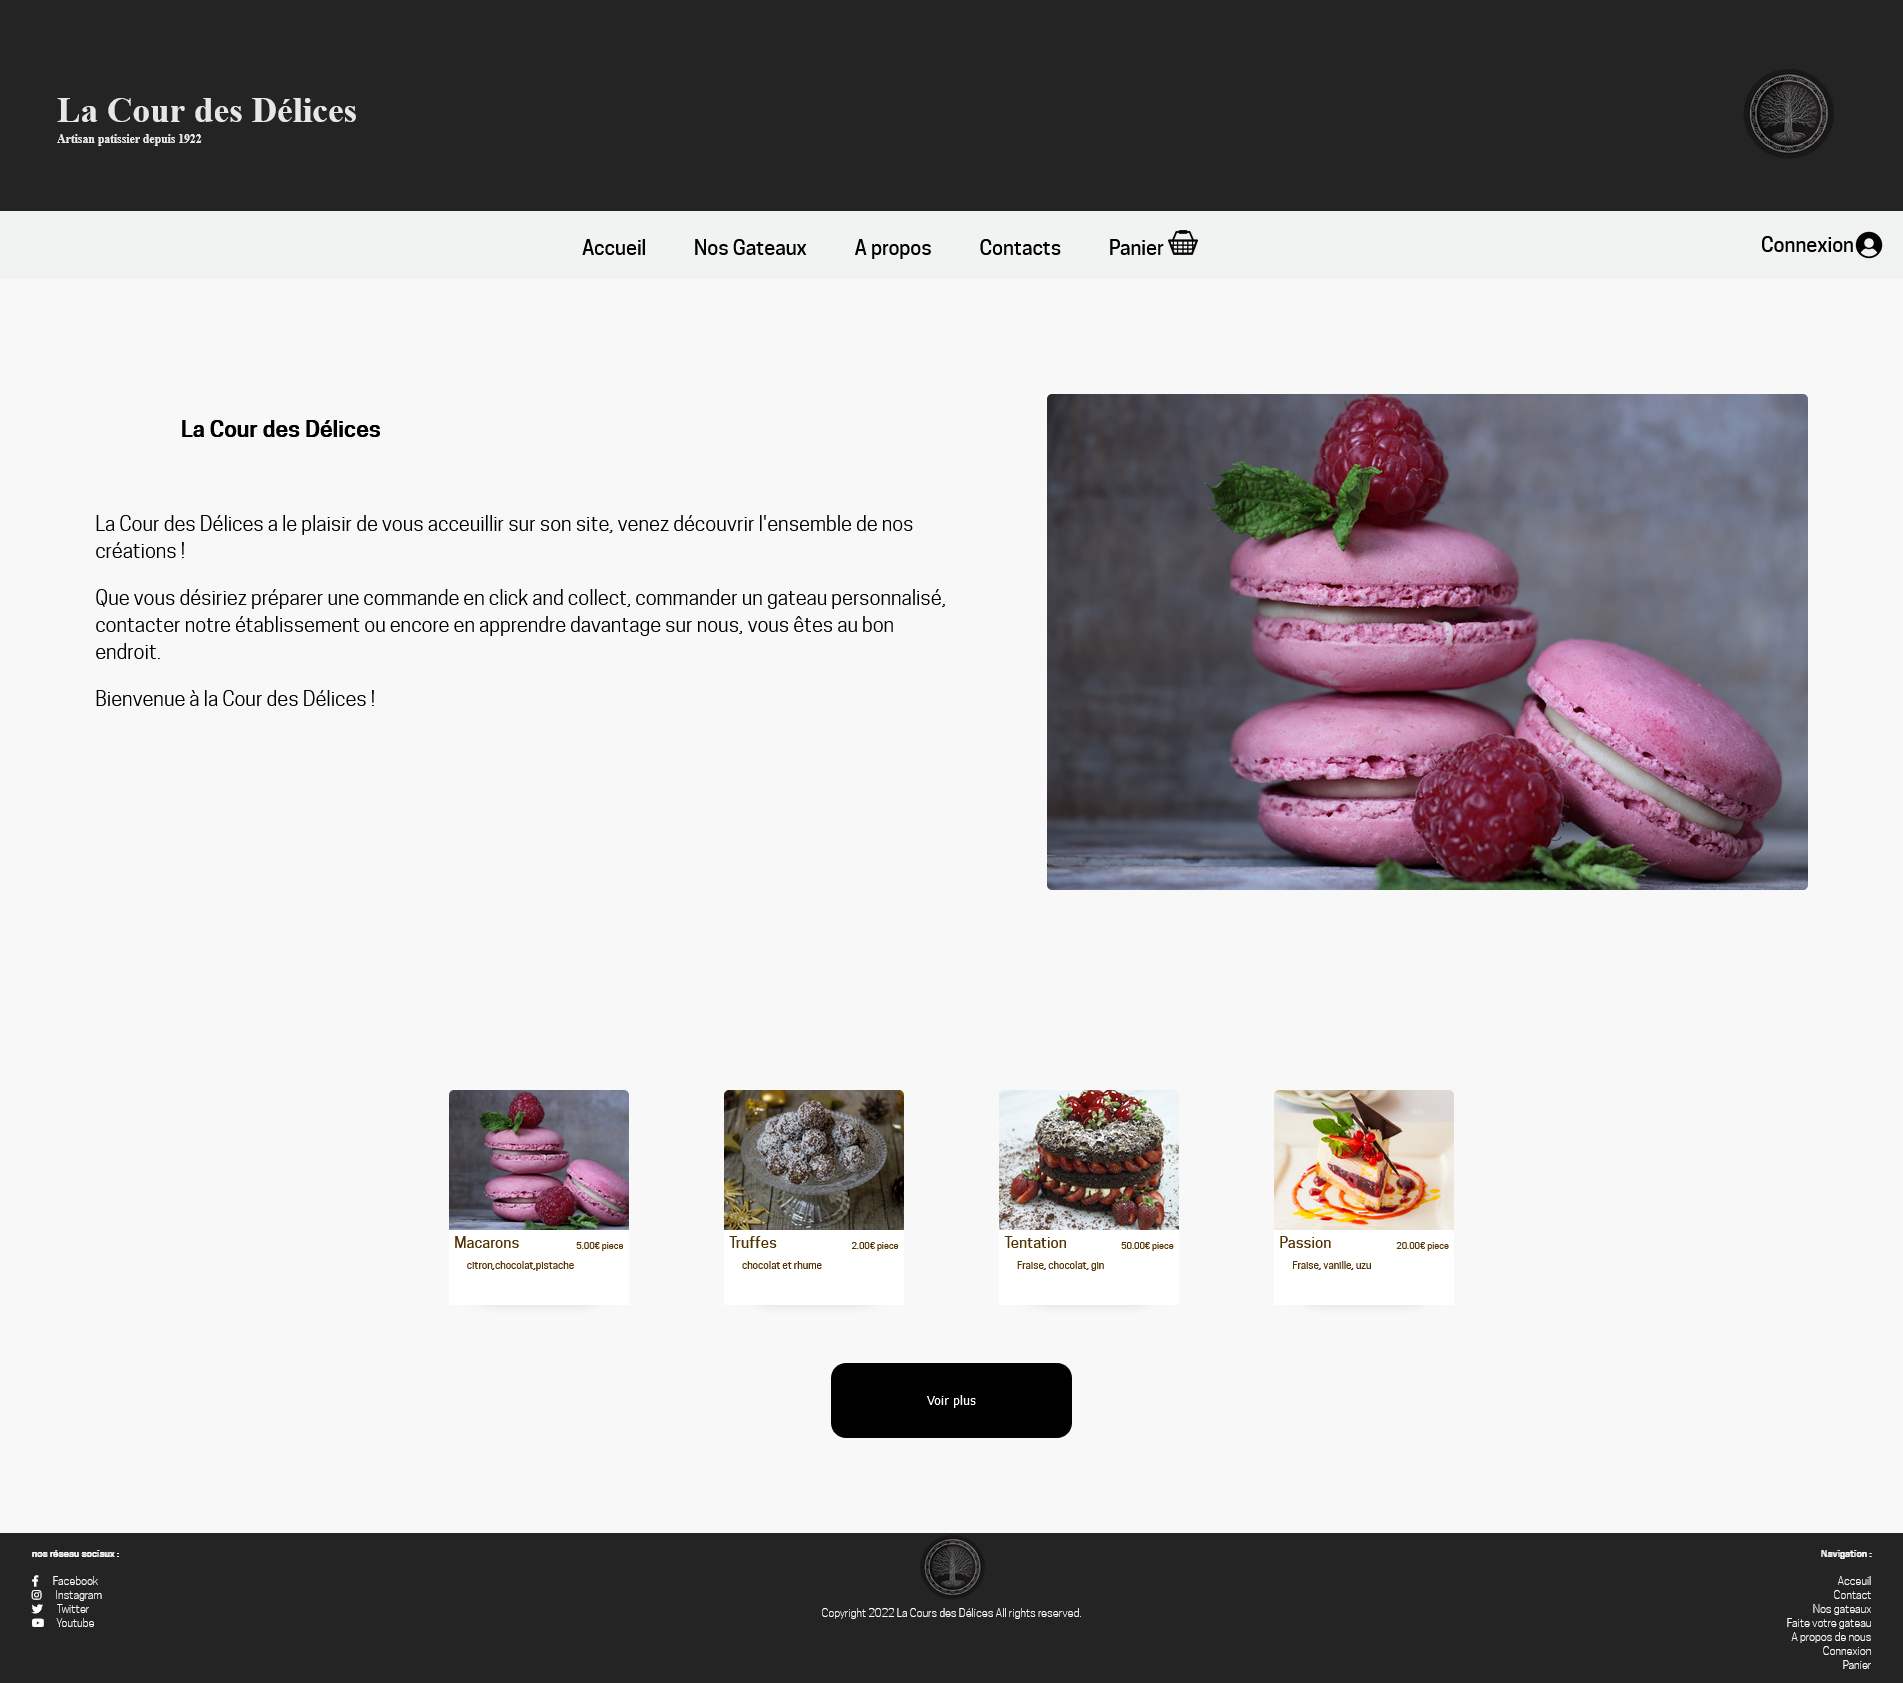 La Cour des Délices
Artisan patissier depuis 1922
Accueil
Nos Gateaux
A propos
Contacts
Panier
Connexion
La Cour des Délices
La Cour des Délices a le plaisir de vous acceuillir sur son site, venez découvrir l'ensemble de nos
créations !
Que vous désiriez préparer une commande en click and collect, commander un gateau personnalisé,
contacter notre établissement ou encore en apprendre davantage sur nous, vous êtes au bon
endroit.
Bienvenue à la Cour des Délices !
Macarons
5.00€ piece
citron,chocolat,pistache
Truffes
2.00€ piece
chocolat et rhume
Tentation
50.00€ piece
Fraise, chocolat, gin
Passion
20.00€ piece
Fraise, vanille, uzu
Voir plus
nos réseau sociaux :
Facebook
Instagram
Twitter
Youtube
Copyright 2022 La Cours des Délices All rights reserved.
Navigation :
Acceuil
Contact
Nos gateaux
Faite votre gateau
A propos de nous
Connexion
Panier